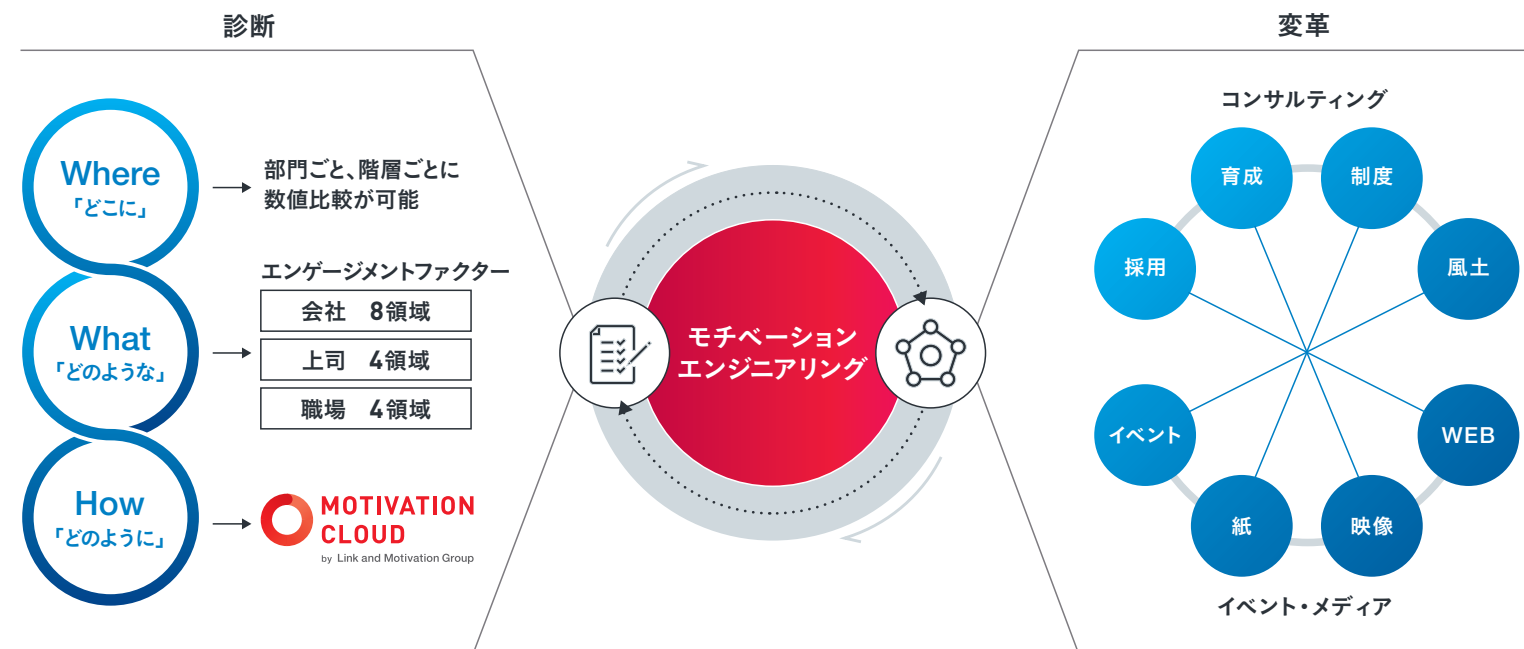 診断
Where
「どこに」
部門ごと、階層ごとに
数値比較が可能
What
「どのような」
エンゲージメントファクター
会社 8領域
上司 4領域
職場 4領域
How
「どのように」
MOTIVATION
CLOUD
by Link and Motivation Group
モチベーション
エンジニアリング
変革
コンサルティング
育成
制度
採用
風土
イベント
WEB
紙
映像
イベント・メディア